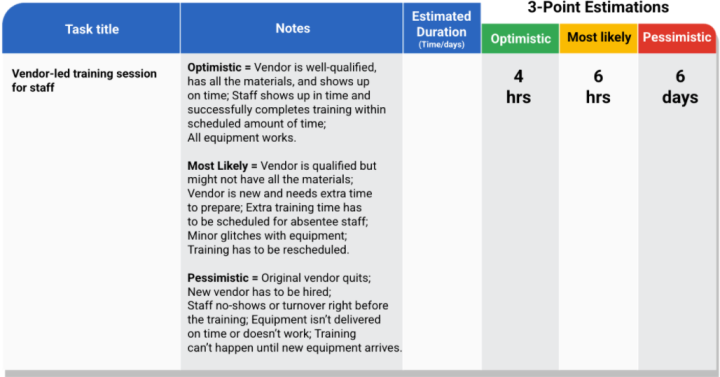 3-Point Estimations
Task title
Notes
Estimated
Duration
(Time/days)
Optimistic
Most likely
Pessimistic
Vendor-led training session
for staff
Optimistic = Vendor is well-qualified,
has all the materials, and shows up
on time; Staff shows up in time and
successfully completes training within
scheduled amount of time;
All equipment works.
Most Likely = Vendor is qualified but
might not have all the materials;
Vendor is new and needs extra time
to prepare; Extra training time has
to be scheduled for absentee staff;
Minor glitches with equipment;
Training has to be rescheduled.
Pessimistic = Original vendor quits;
New vendor has to be hired;
Staff no-shows or turnover right before
the training; Equipment isn't delivered
on time or doesn't work; Training
can't happen until new equipment arrives.
4
hrs
6
hrs
6
days